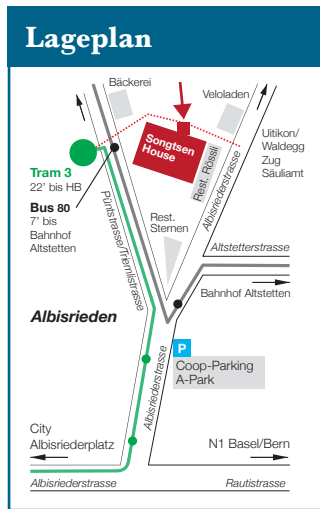 Lageplan
Bäckerei
Veloladen
Songtsen
House
Rest. Rössli
Albisriederstrasse
Uitikon/
Waldegg
Zug
Säuliamt
Tram 3
22’ bis HB
Bus 80
7’ bis
Bahnhof
Altstetten
Püntstrasse/Triemlistrasse
Rest.
Sternen
Altstetterstrasse
Bahnhof Altstetten
Albisrieden
P
Coop-Parking
A-Park
Albisriederstrasse
City
Albisriederplatz
N1 Basel/Bern
Albisriederstrasse
Rautistrasse